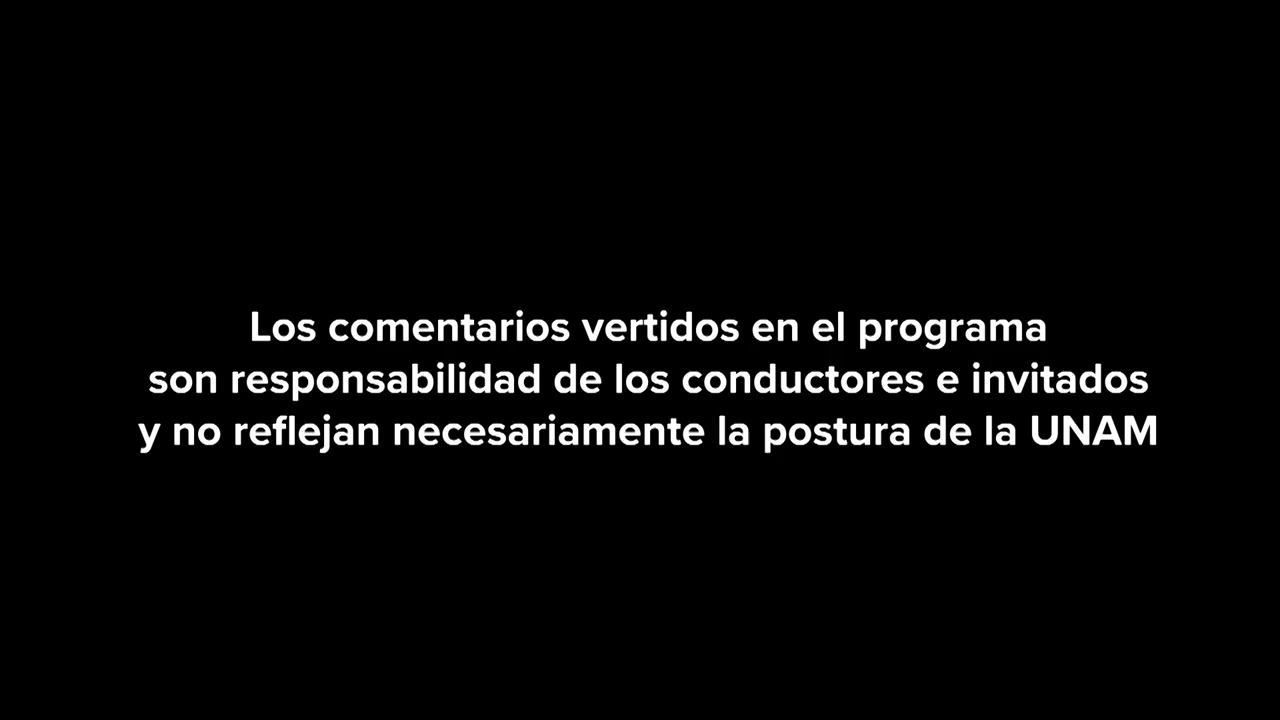 Los comentarios vertidos en el programa
son responsabilidad de los conductores e invitados
y no reflejan necesariamente la postura de la UNAM